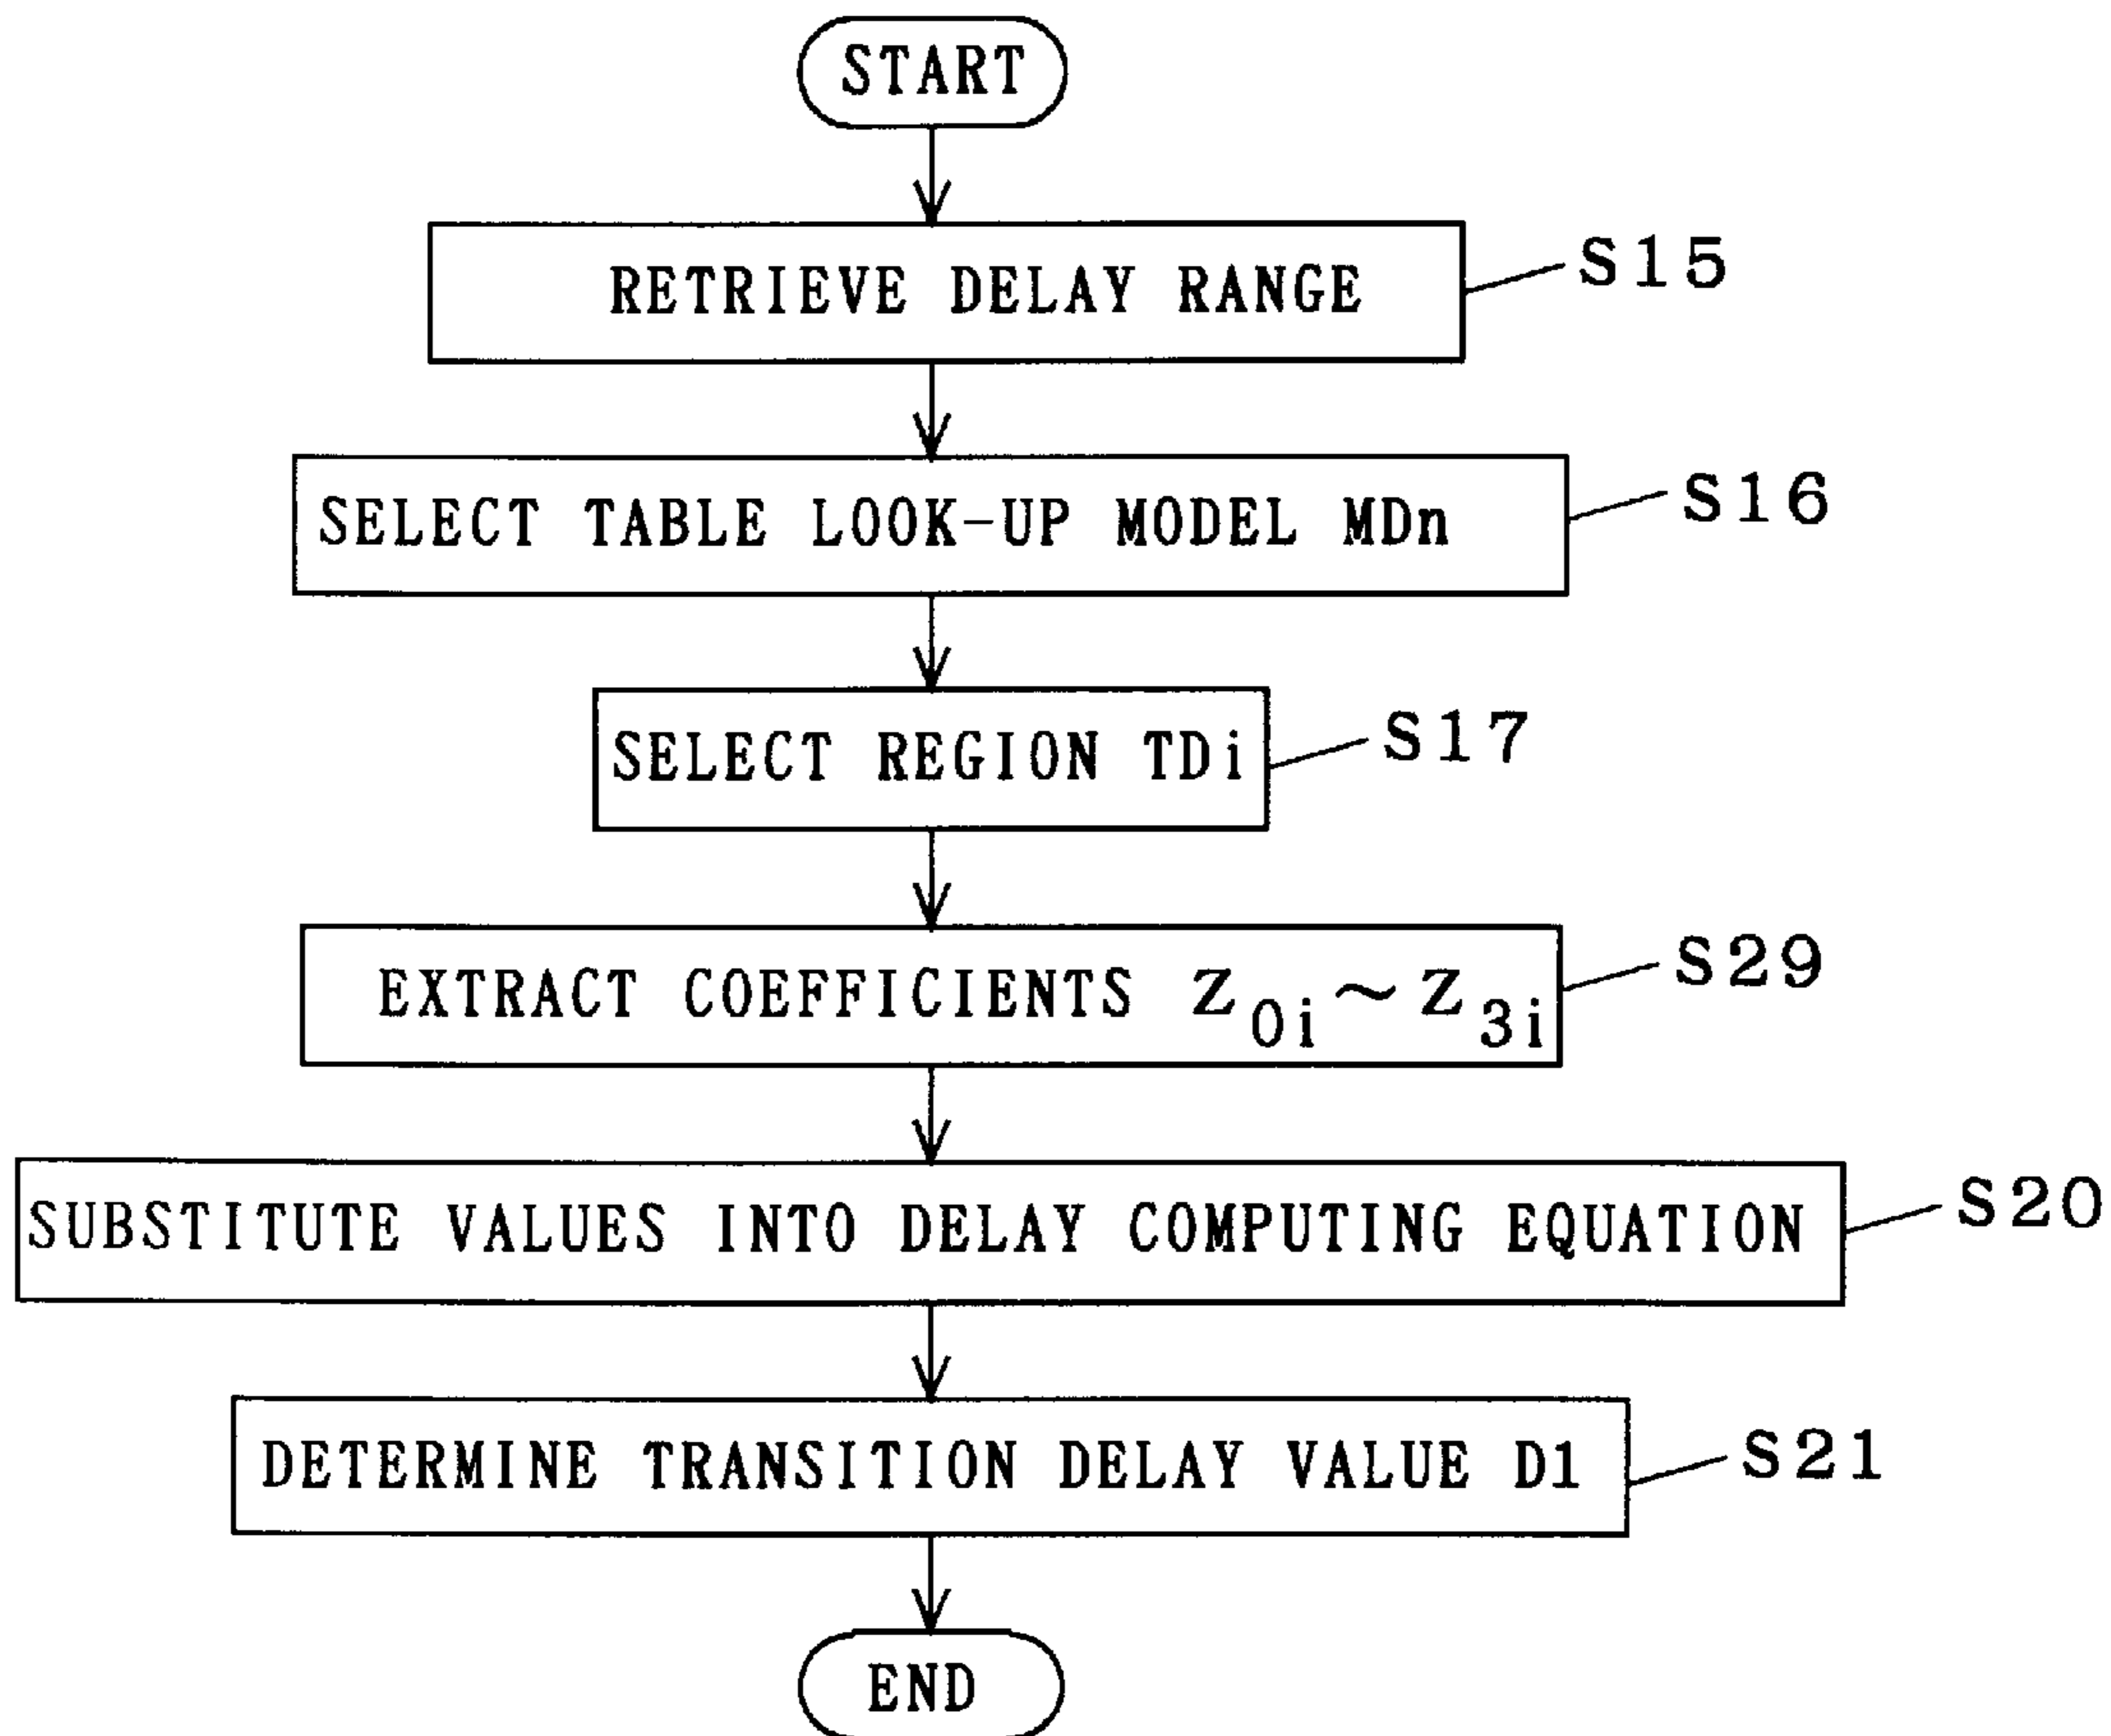 START
RETRIEVE DELAY RANGE
S15
SELECT TABLE LOOK-UP MODEL MDn
S16
SELECT REGION TDi
S17
EXTRACT COEFFICIENTS Z0i～Z3i
S29
SUBSTITUTE VALUES INTO DELAY COMPUTING EQUATION
S20
DETERMINE TRANSITION DELAY VALUE D1
S21
END